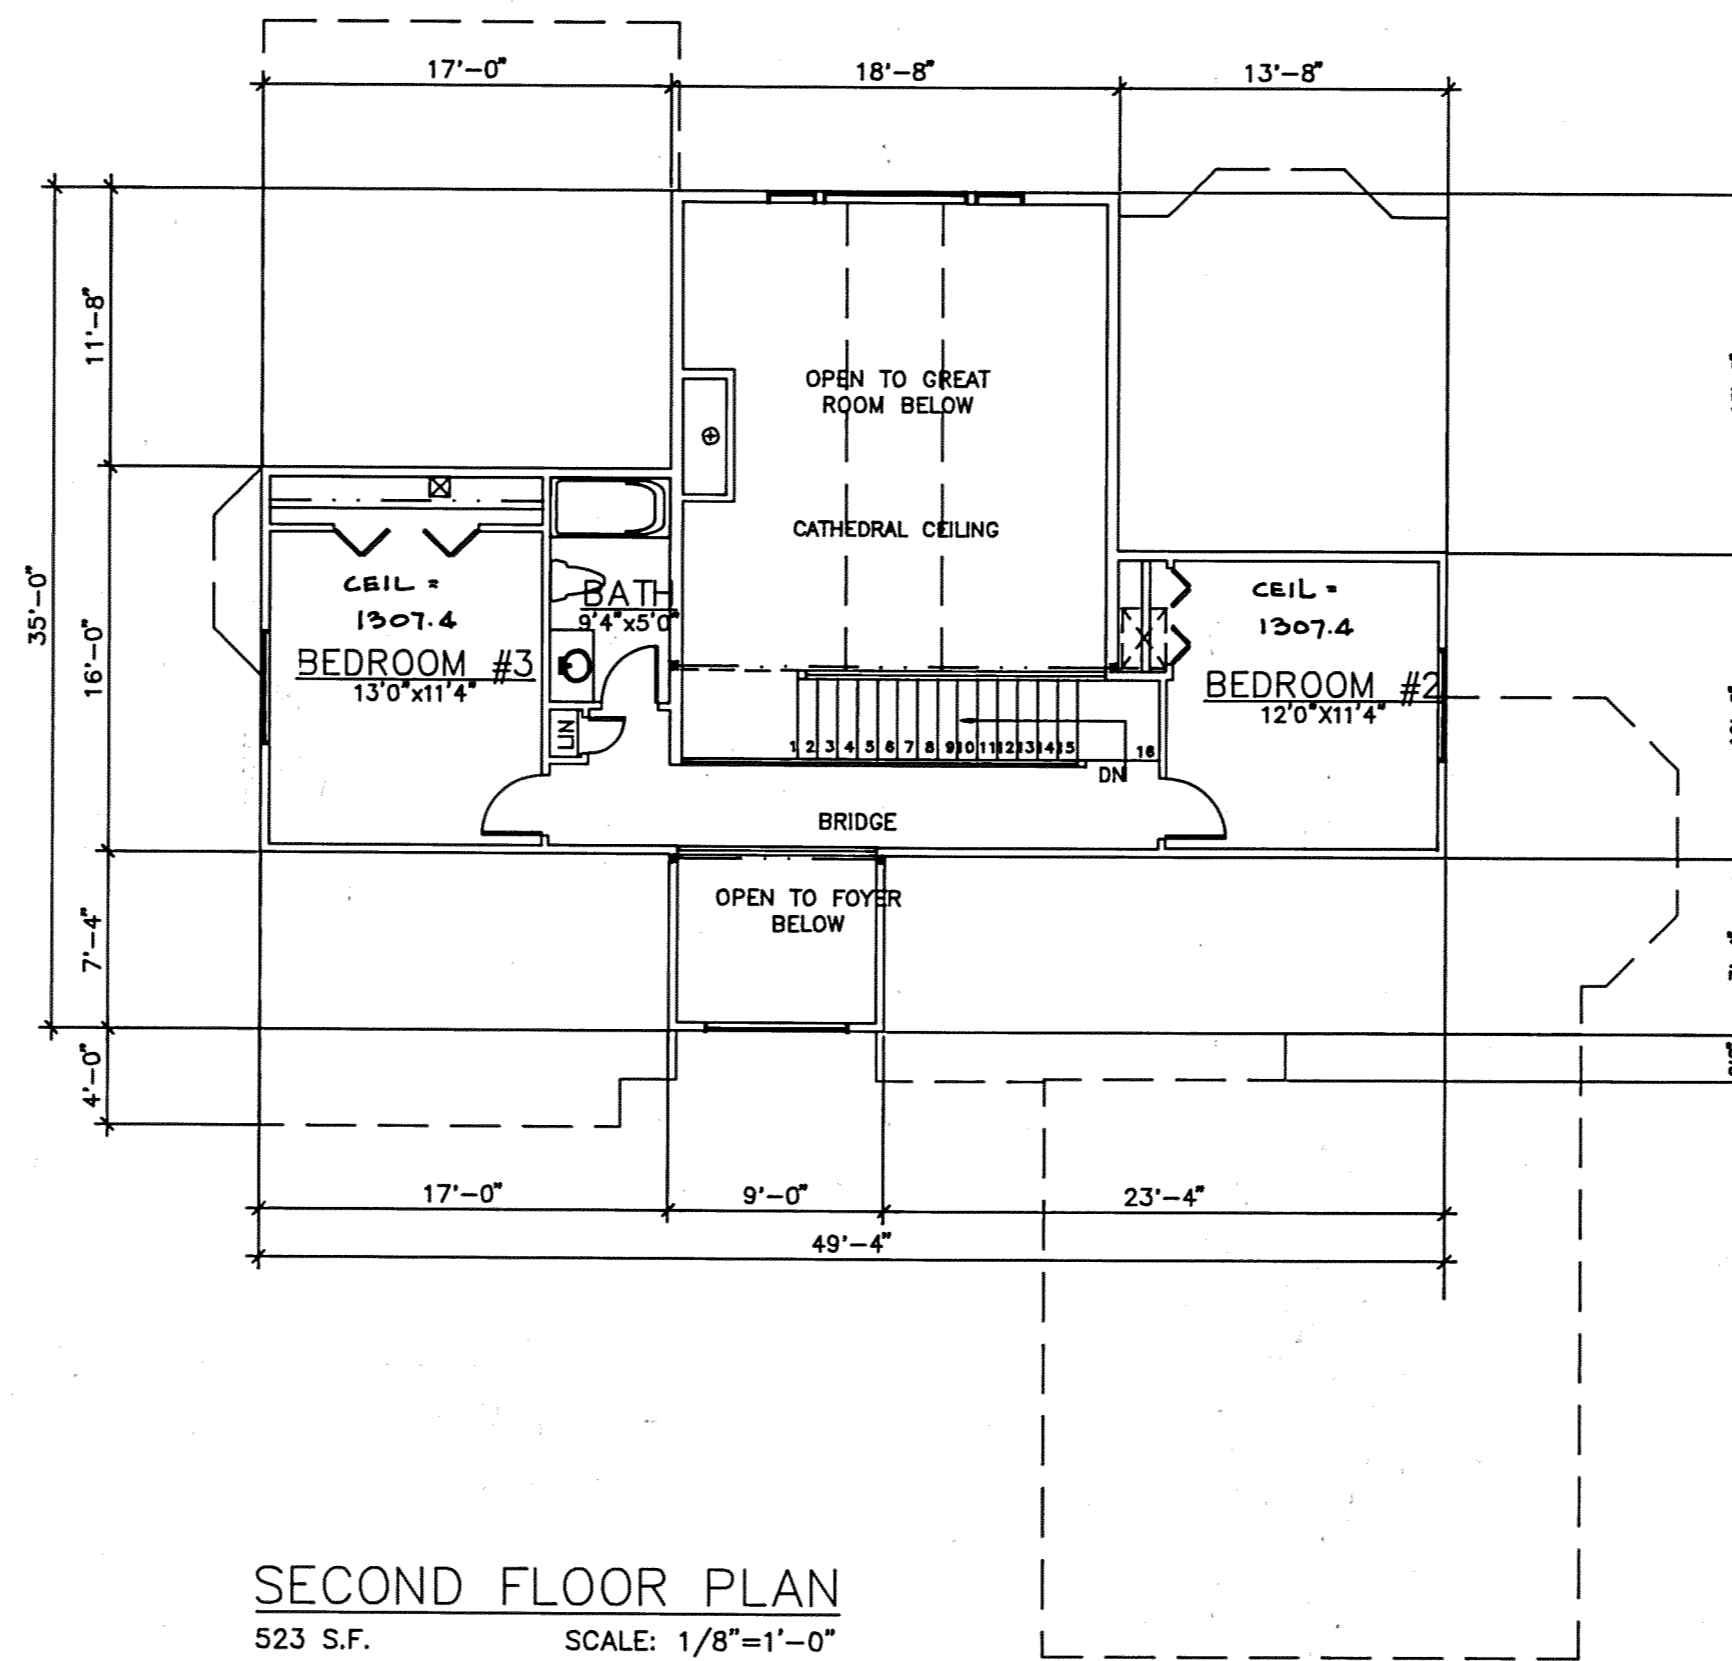 17'-0"
18'-8"
13'-8"
11'-8"
35'-0"
16'-0"
7'-4"
4'-0"
OPEN TO GREAT
ROOM BELOW
CATHEDRAL CEILING
CEIL =
1307.4
BEDROOM #3
13'0"x11'4"
BATH
9'4"x5'0"
LIN
CEIL =
1307.4
BEDROOM #2
12'0"X11'4"
1 2 3 4 5 6 7 8 9 10 11 12 13 14 15 16
DN
BRIDGE
OPEN TO FOYER
BELOW
17'-0"
9'-0"
23'-4"
49'-4"
SECOND FLOOR PLAN
523 S.F.
SCALE: 1/8"=1'-0"